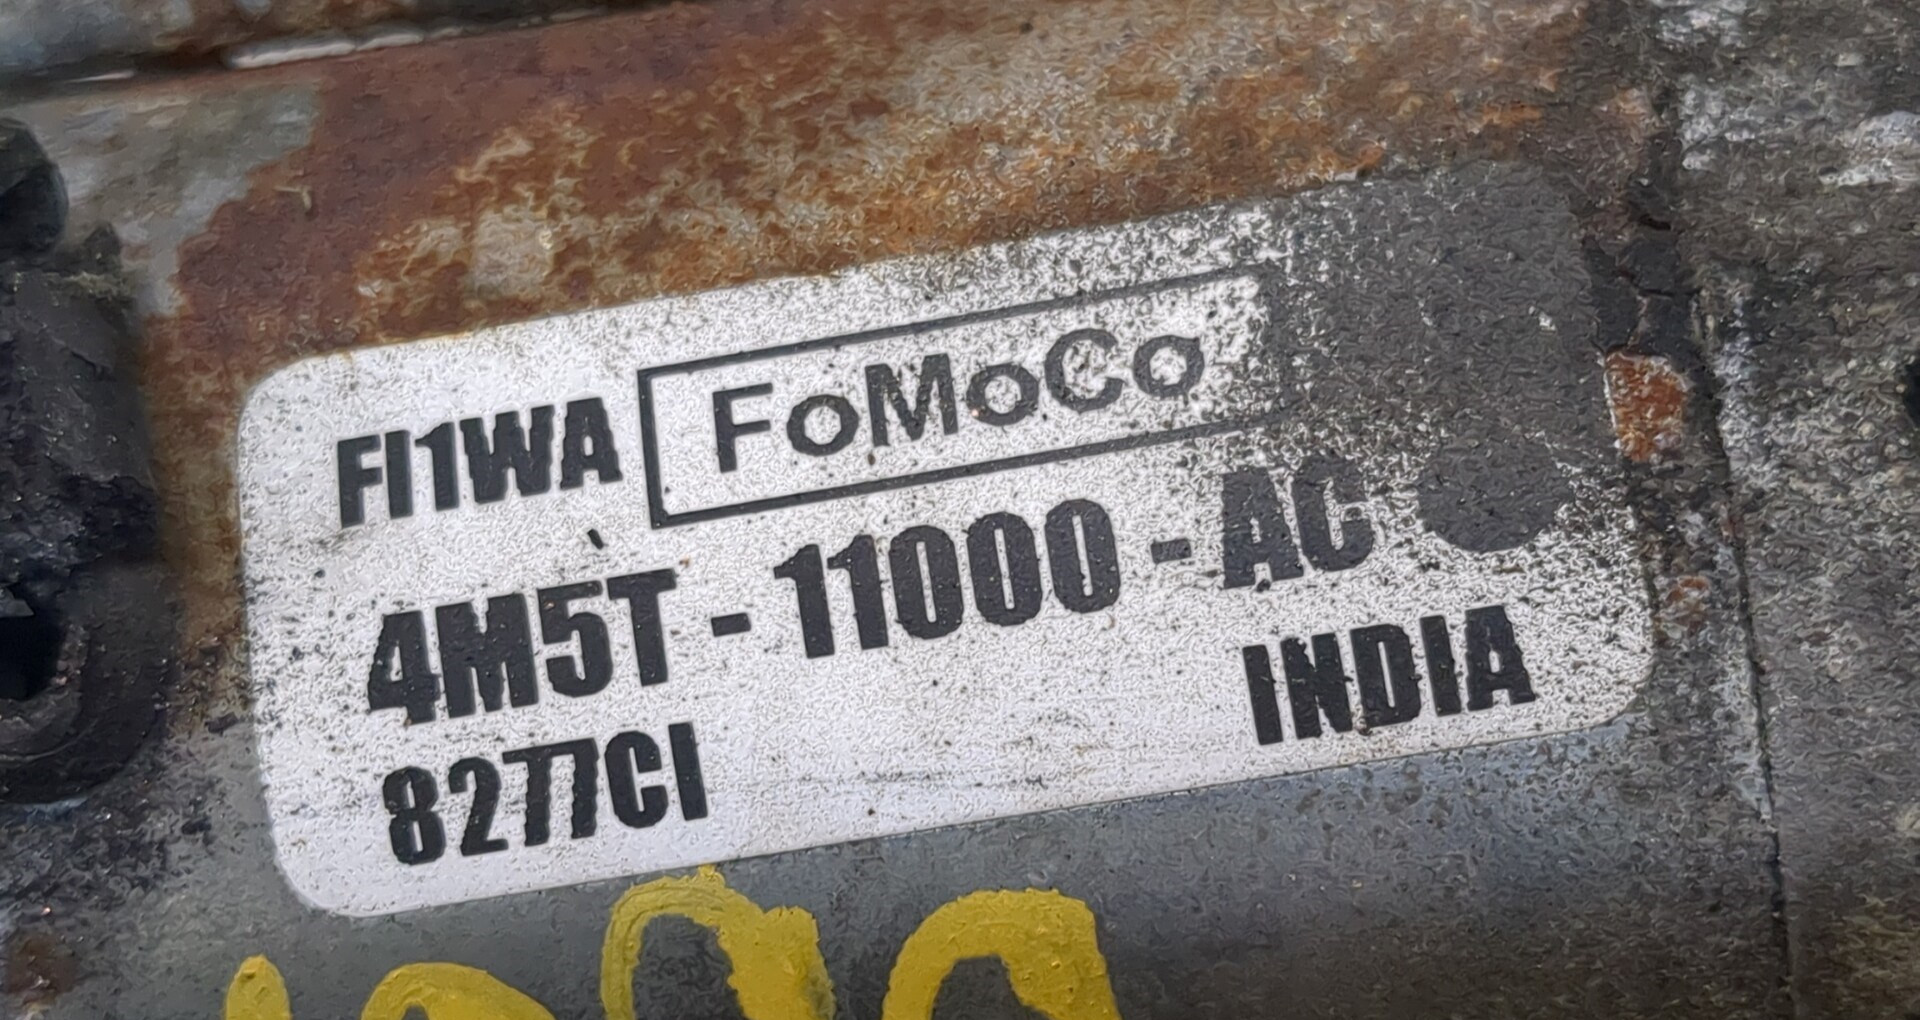 FI1WA FoMoCo
4M5T - 11000 - AC
8277CI INDIA